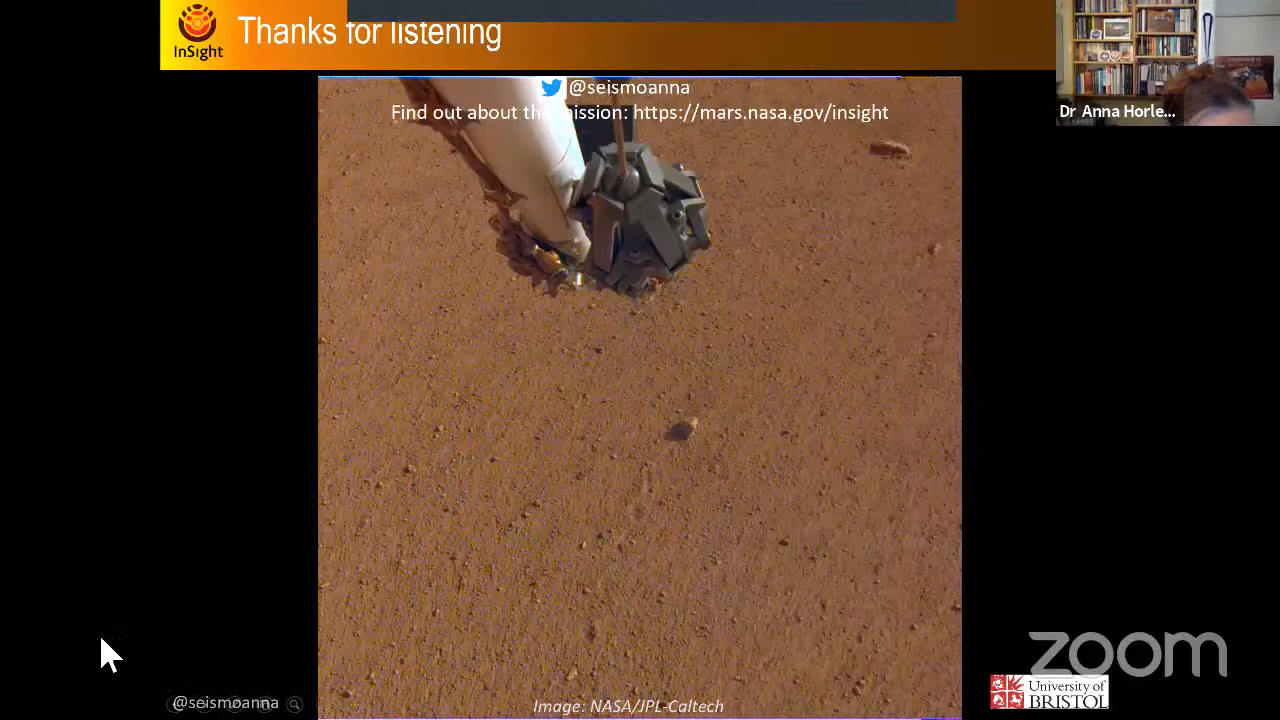 InSight
Thanks for listening
@seismoanna
Find out about the mission: https://mars.nasa.gov/insight
Dr Anna Horle...
@seismoanna
Image: NASA/JPL-Caltech
zoom
University of
BRISTOL